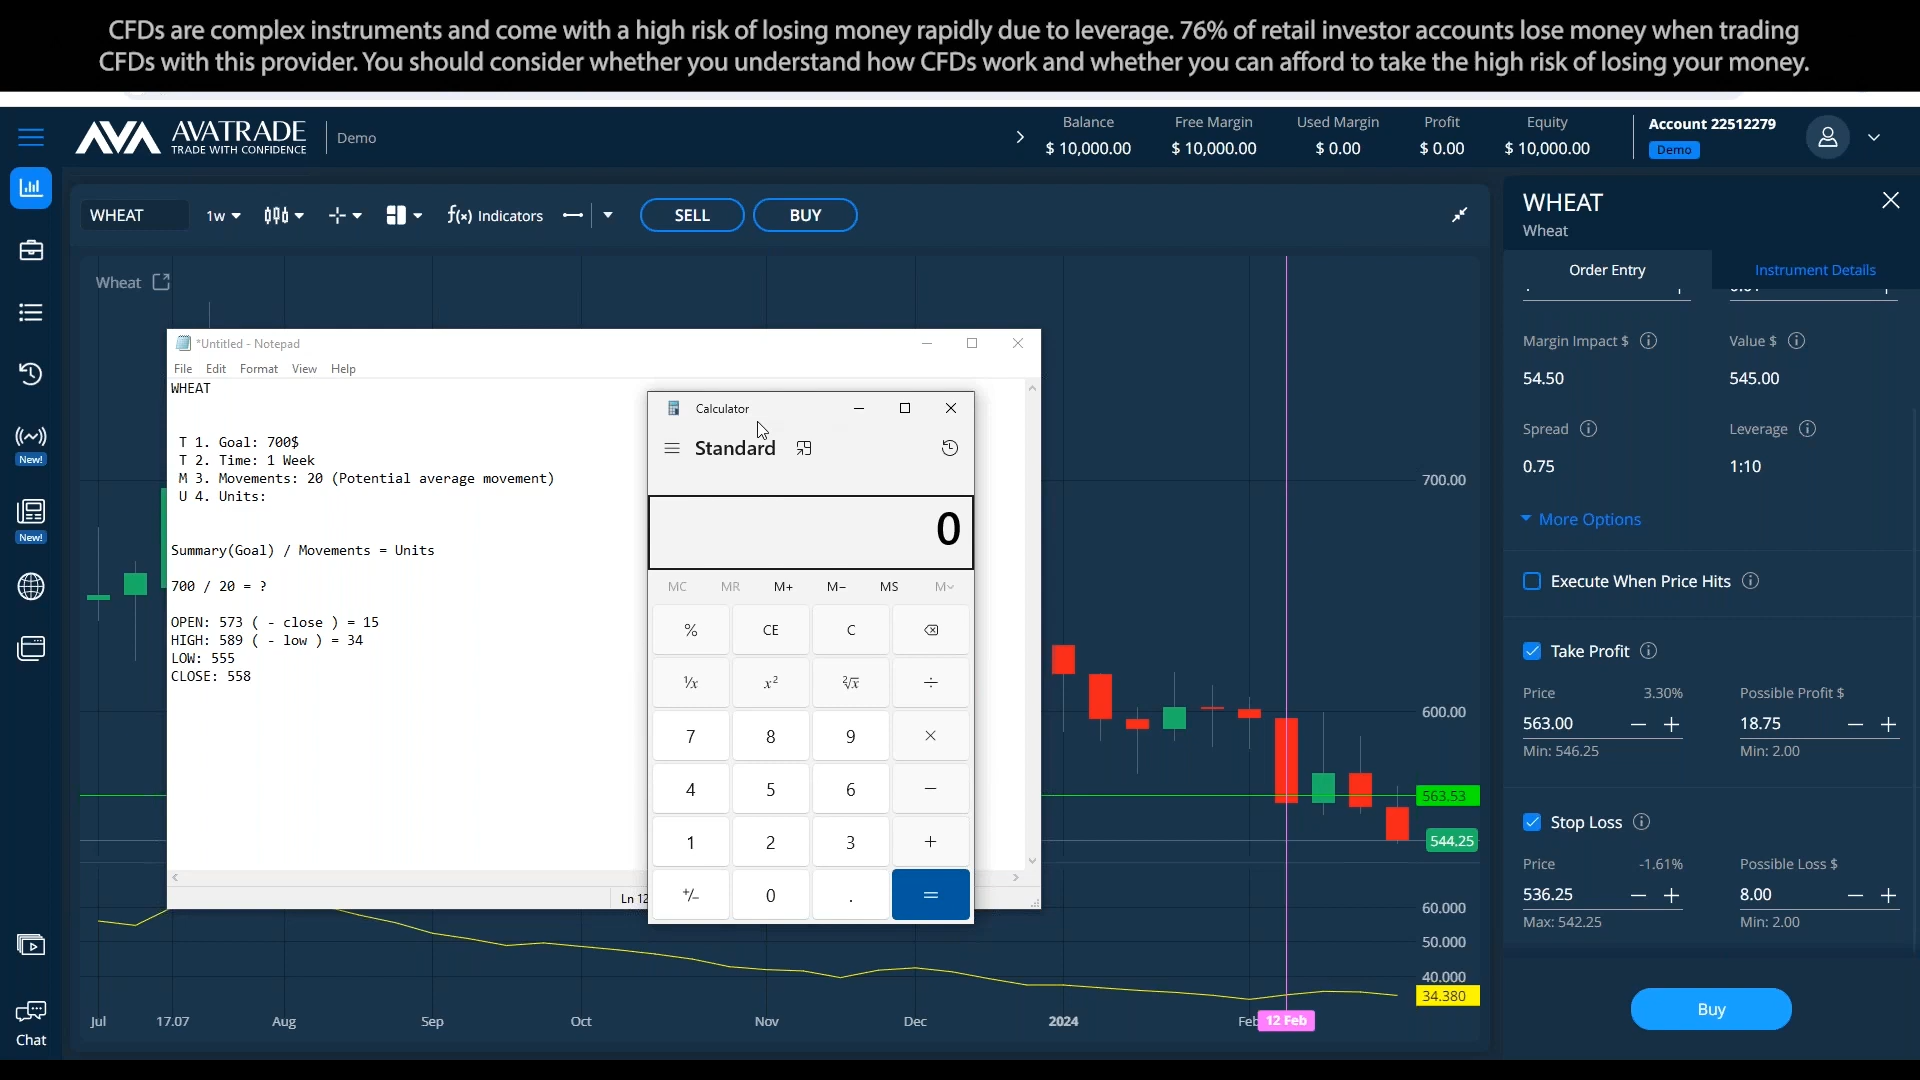 CFDs are complex instruments and come with a high risk of losing money rapidly due to leverage. 76% of retail investor accounts lose money when trading
CFDs with this provider. You should consider whether you understand how CFDs work and whether you can afford to take the high risk of losing your money.
AVA AVATRADE
TRADE WITH CONFIDENCE
Demo
Balance
$ 10,000.00
Free Margin
$ 10,000.00
Used Margin
$ 0.00
Profit
$ 0.00
Equity
$ 10,000.00
Account 22512279
Demo
WHEAT
1w
f(x) Indicators
SELL
BUY
Wheat
New!
New!
Chat
*Untitled - Notepad
File Edit Format View Help
WHEAT
T 1. Goal: 700$
T 2. Time: 1 Week
M 3. Movements: 20 (Potential average movement)
U 4. Units:
Summary(Goal) / Movements = Units
700 / 20 = ?
OPEN: 573 ( - close ) = 15
HIGH: 589 ( - low ) = 34
LOW: 555
CLOSE: 558
Ln 12
Calculator
Standard
0
MC MR M+ M- MS M
% CE C
1/x x² ²√x ÷
7 8 9 ×
4 5 6 −
1 2 3 +
+/− 0 . =
700.00
600.00
563.53
544.25
60.000
50.000
40.000
34.380
Jul 17.07 Aug Sep Oct Nov Dec 2024 Feb 12 Feb
WHEAT
Wheat
Order Entry
Instrument Details
Margin Impact $
54.50
Value $
545.00
Spread
0.75
Leverage
1:10
More Options
Execute When Price Hits
Take Profit
Price 3.30%
563.00 − +
Min: 546.25
Possible Profit $
18.75 − +
Min: 2.00
Stop Loss
Price -1.61%
536.25 − +
Max: 542.25
Possible Loss $
8.00 − +
Min: 2.00
Buy